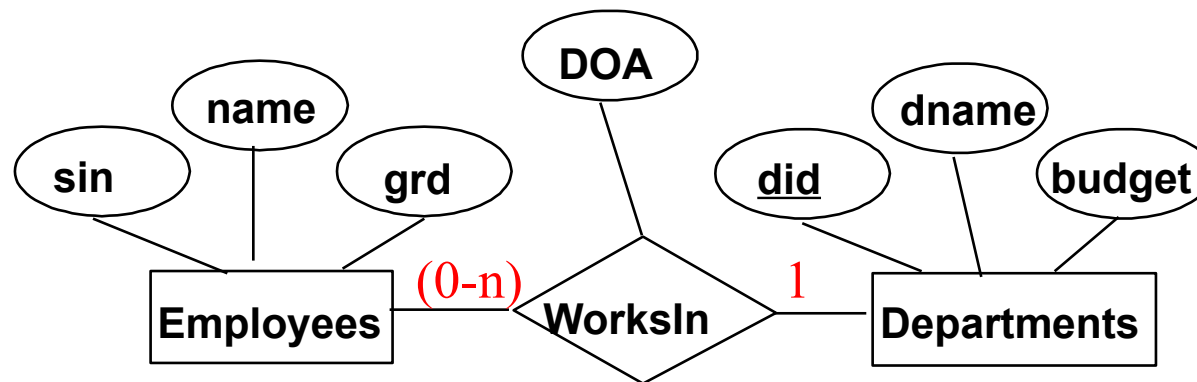 DOA
name
dname
sin
grd
did
budget
(0-n)
1
Employees
WorksIn
Departments